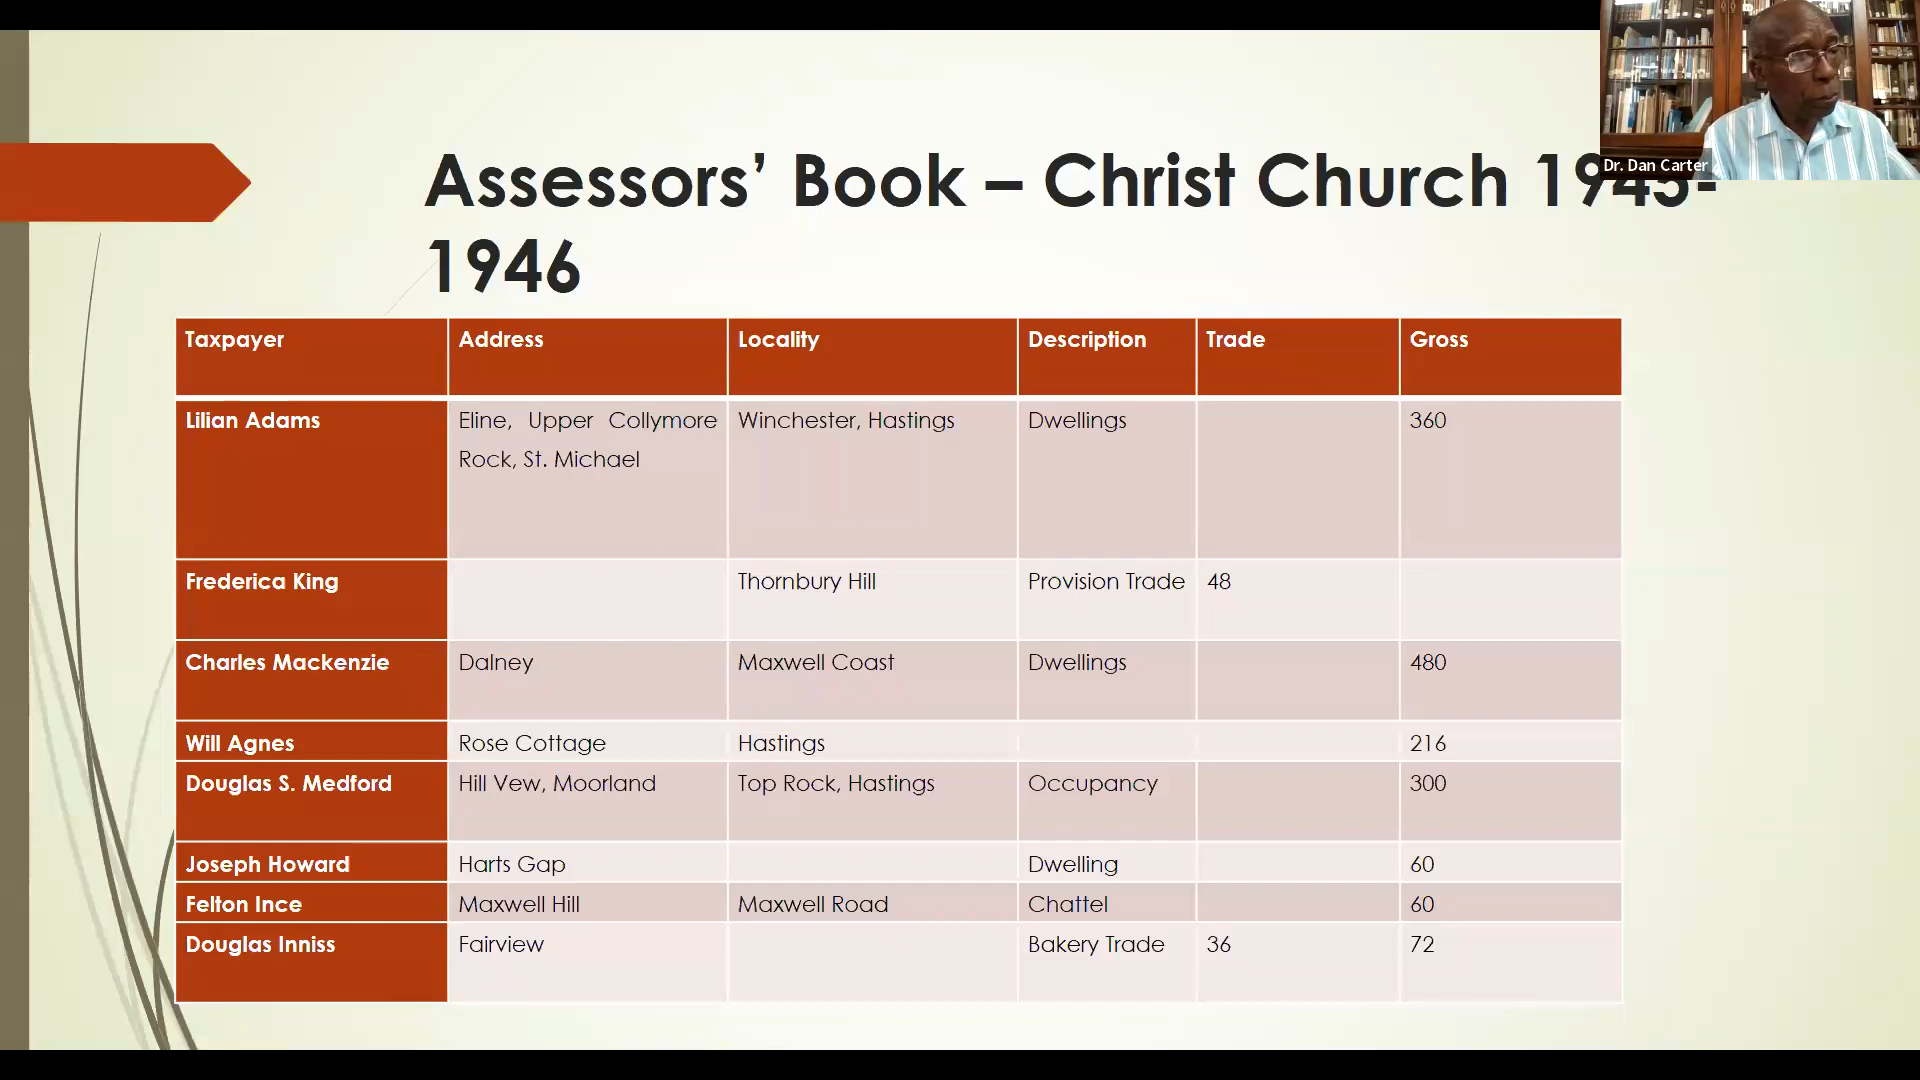 Dr. Dan Carter
Assessors’ Book – Christ Church 1945-
1946
Taxpayer Address Locality Description Trade Gross
Lilian Adams Eline, Upper Collymore Winchester, Hastings Dwellings 360
Rock, St. Michael
Frederica King Thornbury Hill Provision Trade 48
Charles Mackenzie Dalney Maxwell Coast Dwellings 480
Will Agnes Rose Cottage Hastings 216
Douglas S. Medford Hill Vew, Moorland Top Rock, Hastings Occupancy 300
Joseph Howard Harts Gap Dwelling 60
Felton Ince Maxwell Hill Maxwell Road Chattel 60
Douglas Inniss Fairview Bakery Trade 36 72